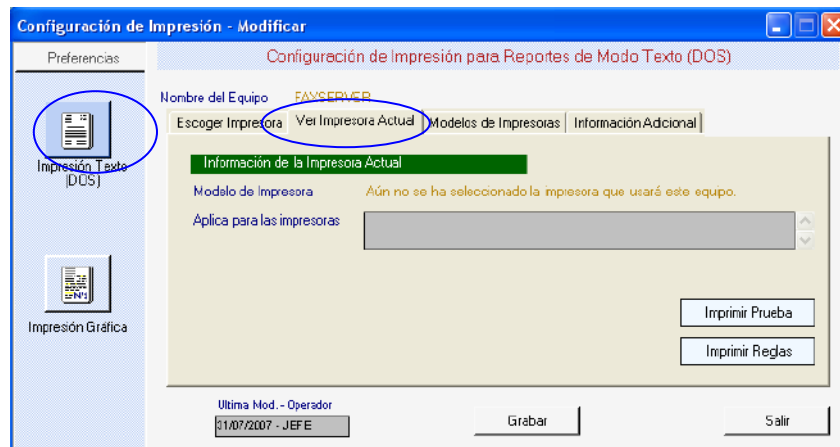 Configuración de Impresión - Modificar
Preferencias
Configuración de Impresión para Reportes de Modo Texto (DOS)
Nombre del Equipo FAYSERVER
Escoger Impresora Ver Impresora Actual Modelos de Impresoras Información Adicional
Información de la Impresora Actual
Impresión Texto
(DOS)
Modelo de Impresora Aún no se ha seleccionado la impresora que usará este equipo.
Aplica para las impresoras
Impresión Gráfica
Imprimir Prueba
Imprimir Reglas
Ultima Mod.- Operador
31/07/2007 - JEFE
Grabar
Salir